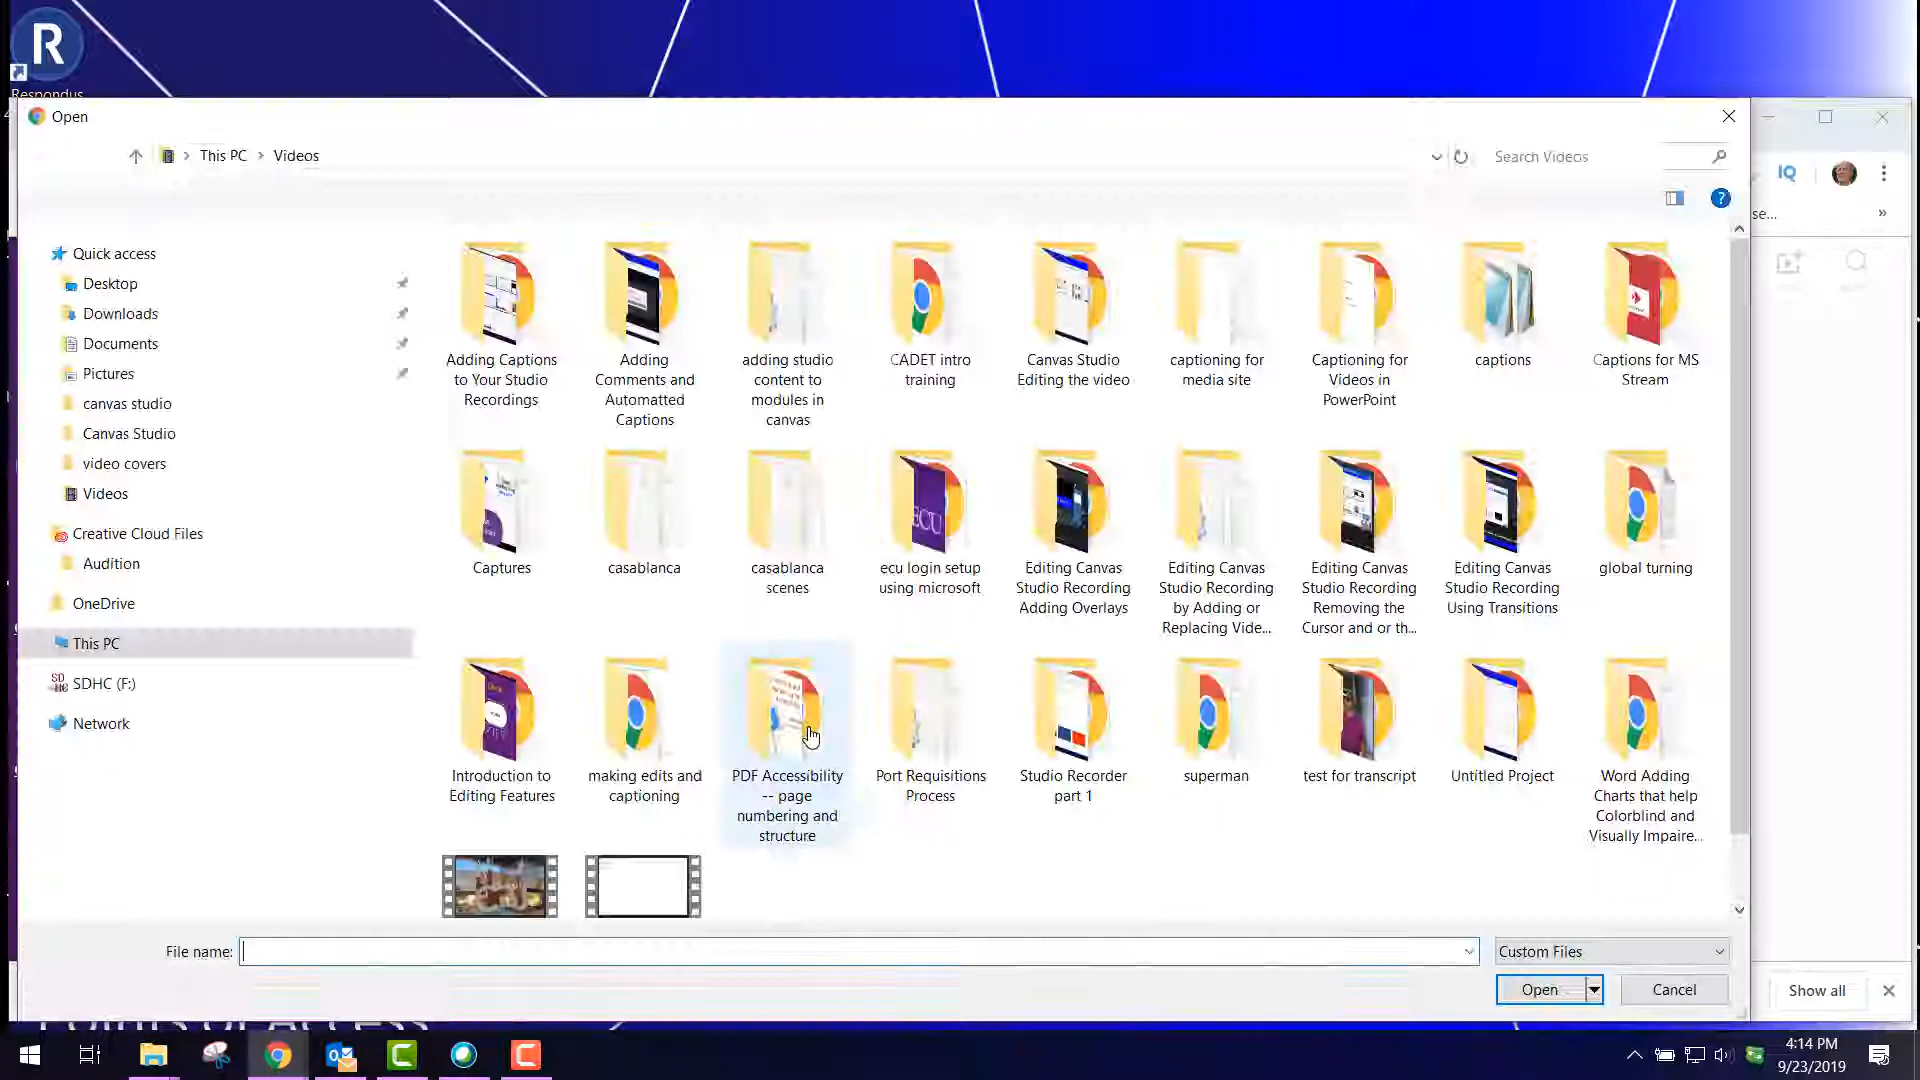 R
Respondus
Open
This PC
Videos
Search Videos
IQ
?
se...
»
Quick access
Desktop
Downloads
Documents
Pictures
canvas studio
Canvas Studio
video covers
Videos
Creative Cloud Files
Audition
OneDrive
This PC
SD
HC
SDHC (F:)
Network
Adding Captions
to Your Studio
Recordings
Adding
Comments and
Automatted
Captions
adding studio
content to
modules in
canvas
CADET intro
training
Canvas Studio
Editing the video
captioning for
media site
Captioning for
Videos in
PowerPoint
captions
Captions for MS
Stream
Captures
casablanca
casablanca
scenes
ECU
ecu login setup
using microsoft
Editing Canvas
Studio Recording
Adding Overlays
Editing Canvas
Studio Recording
by Adding or
Replacing Vide...
Editing Canvas
Studio Recording
Removing the
Cursor and or th...
Editing Canvas
Studio Recording
Using Transitions
global turning
Introduction to
Editing Features
making edits and
captioning
PDF Accessibility
-- page
numbering and
structure
Port Requisitions
Process
Studio Recorder
part 1
superman
test for transcript
Untitled Project
Word Adding
Charts that help
Colorblind and
Visually Impaire...
File name:
Custom Files
Open
Cancel
Show all
Points of Access
4:14 PM
9/23/2019